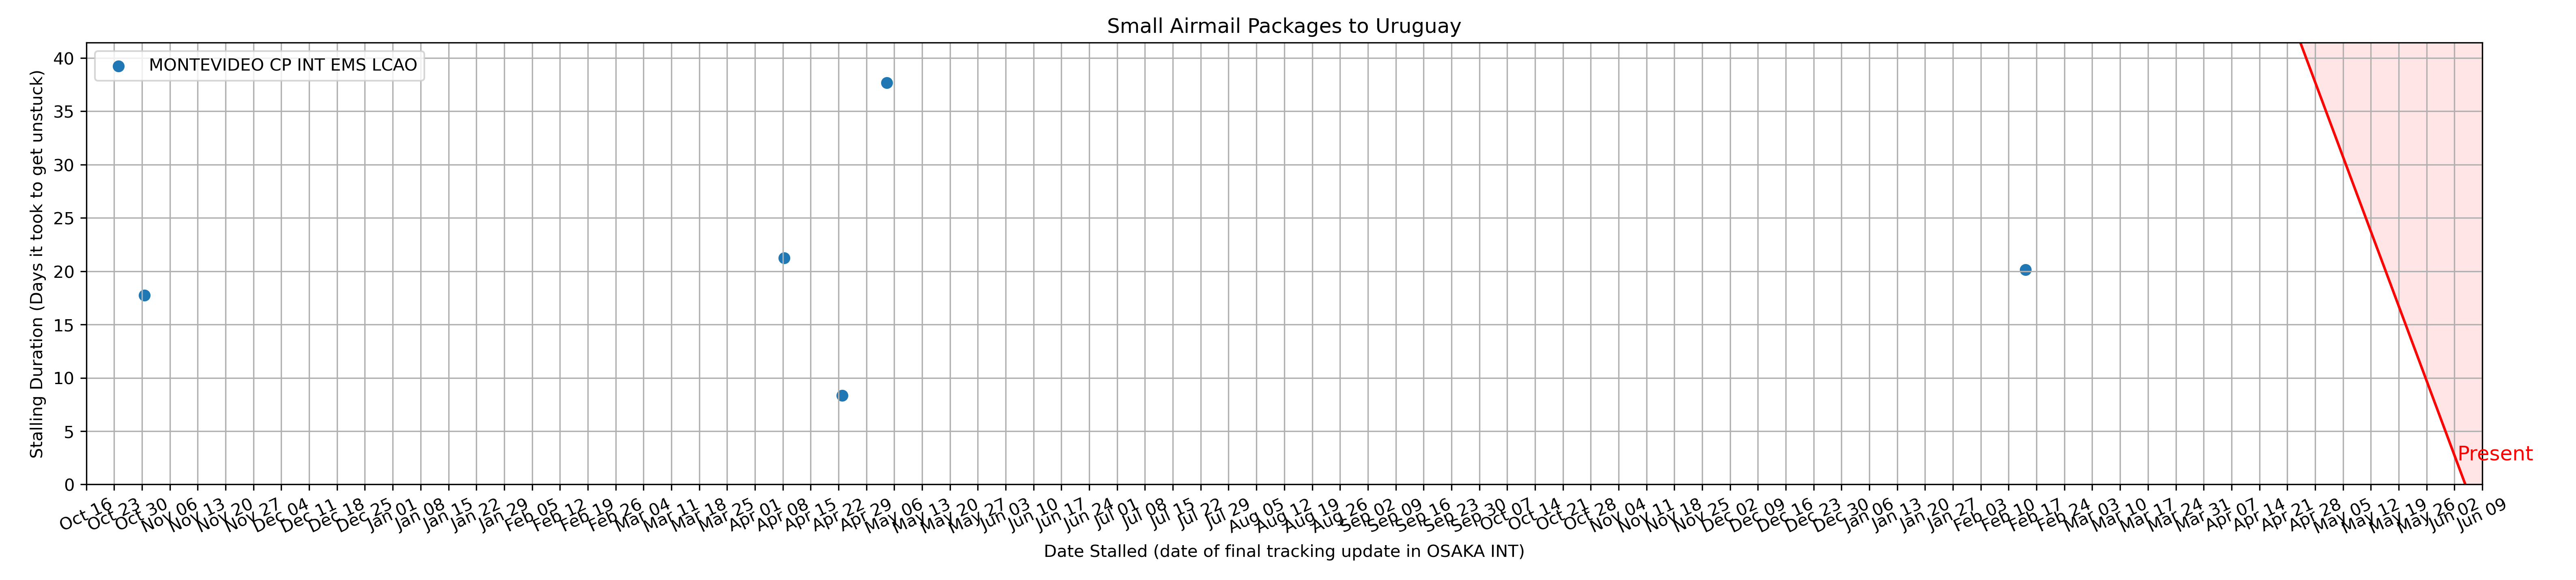 Small Airmail Packages to Uruguay
MONTEVIDEO CP INT EMS LCAO
Stalling Duration (Days it took to get unstuck)
40
35
30
25
20
15
10
5
0
Present
Oct 16
Oct 23
Oct 30
Nov 06
Nov 13
Nov 20
Nov 27
Dec 04
Dec 11
Dec 18
Dec 25
Jan 01
Jan 08
Jan 15
Jan 22
Jan 29
Feb 05
Feb 12
Feb 19
Feb 26
Mar 04
Mar 11
Mar 18
Mar 25
Apr 01
Apr 08
Apr 15
Apr 22
Apr 29
May 06
May 13
May 20
May 27
Jun 03
Jun 10
Jun 17
Jun 24
Jul 01
Jul 08
Jul 15
Jul 22
Jul 29
Aug 05
Aug 12
Aug 19
Aug 26
Sep 02
Sep 09
Sep 16
Sep 23
Sep 30
Oct 07
Oct 14
Oct 21
Oct 28
Nov 04
Nov 11
Nov 18
Nov 25
Dec 02
Dec 09
Dec 16
Dec 23
Dec 30
Jan 06
Jan 13
Jan 20
Jan 27
Feb 03
Feb 10
Feb 17
Feb 24
Mar 03
Mar 10
Mar 17
Mar 24
Mar 31
Apr 07
Apr 14
Apr 21
Apr 28
May 05
May 12
May 19
May 26
Jun 02
Jun 09
Date Stalled (date of final tracking update in OSAKA INT)